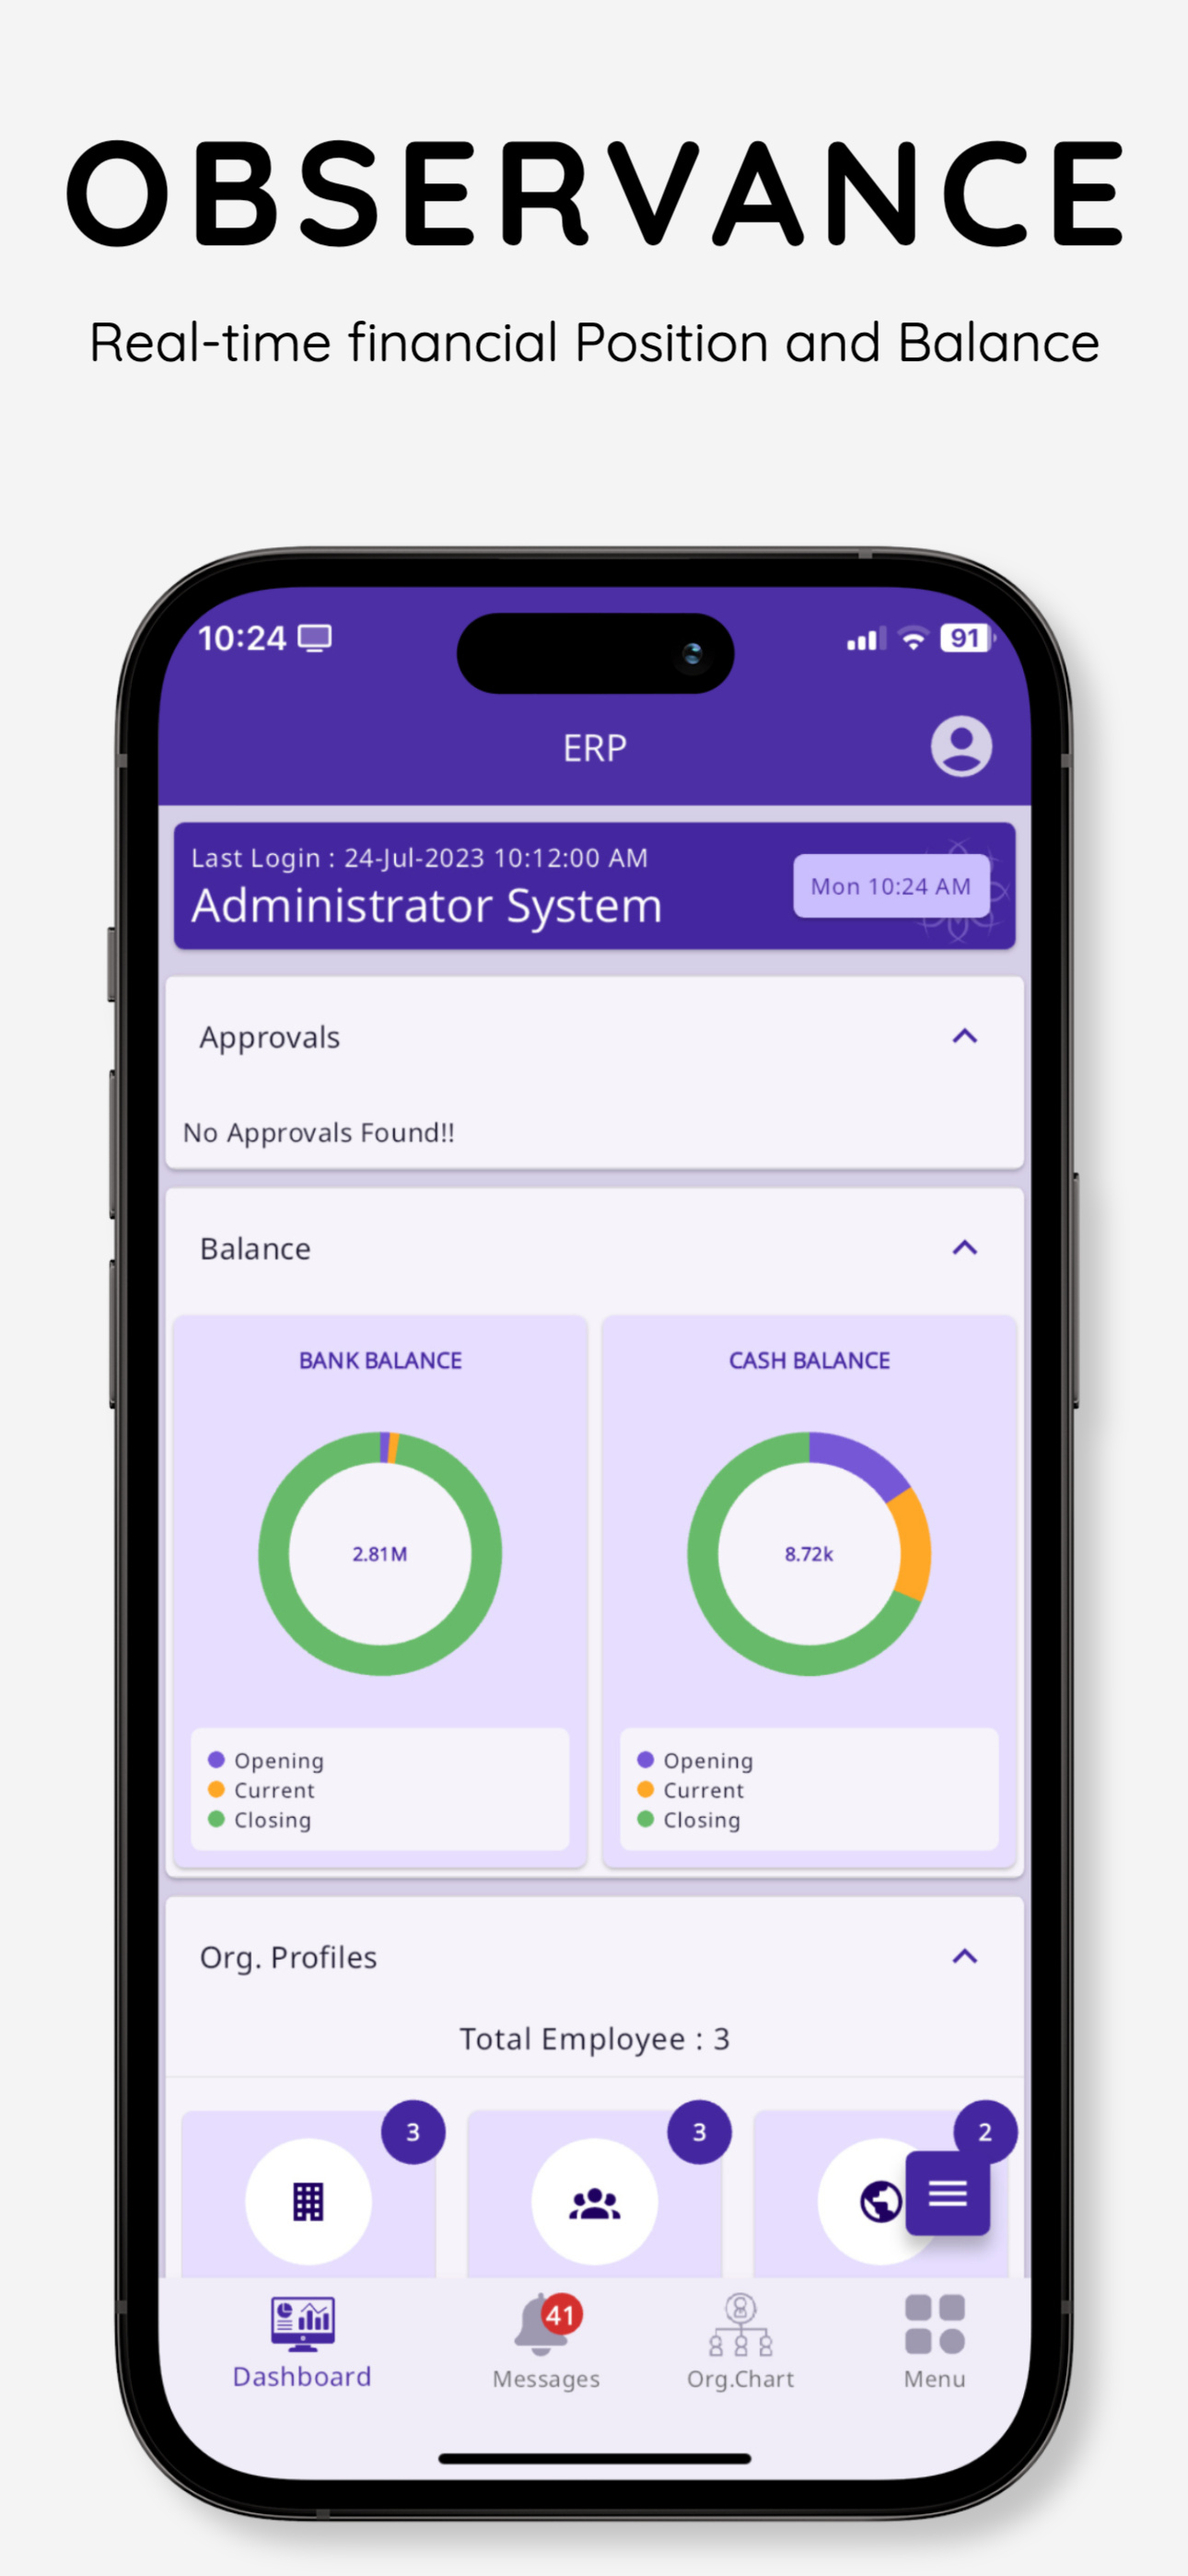 OBSERVANCE
Real-time financial Position and Balance
10:24
91
ERP
Last Login : 24-Jul-2023 10:12:00 AM
Administrator System
Mon 10:24 AM
Approvals
No Approvals Found!!
Balance
BANK BALANCE
2.81M
Opening
Current
Closing
CASH BALANCE
8.72k
Opening
Current
Closing
Org. Profiles
Total Employee : 3
3
3
2
41
Dashboard
Messages
Org.Chart
Menu